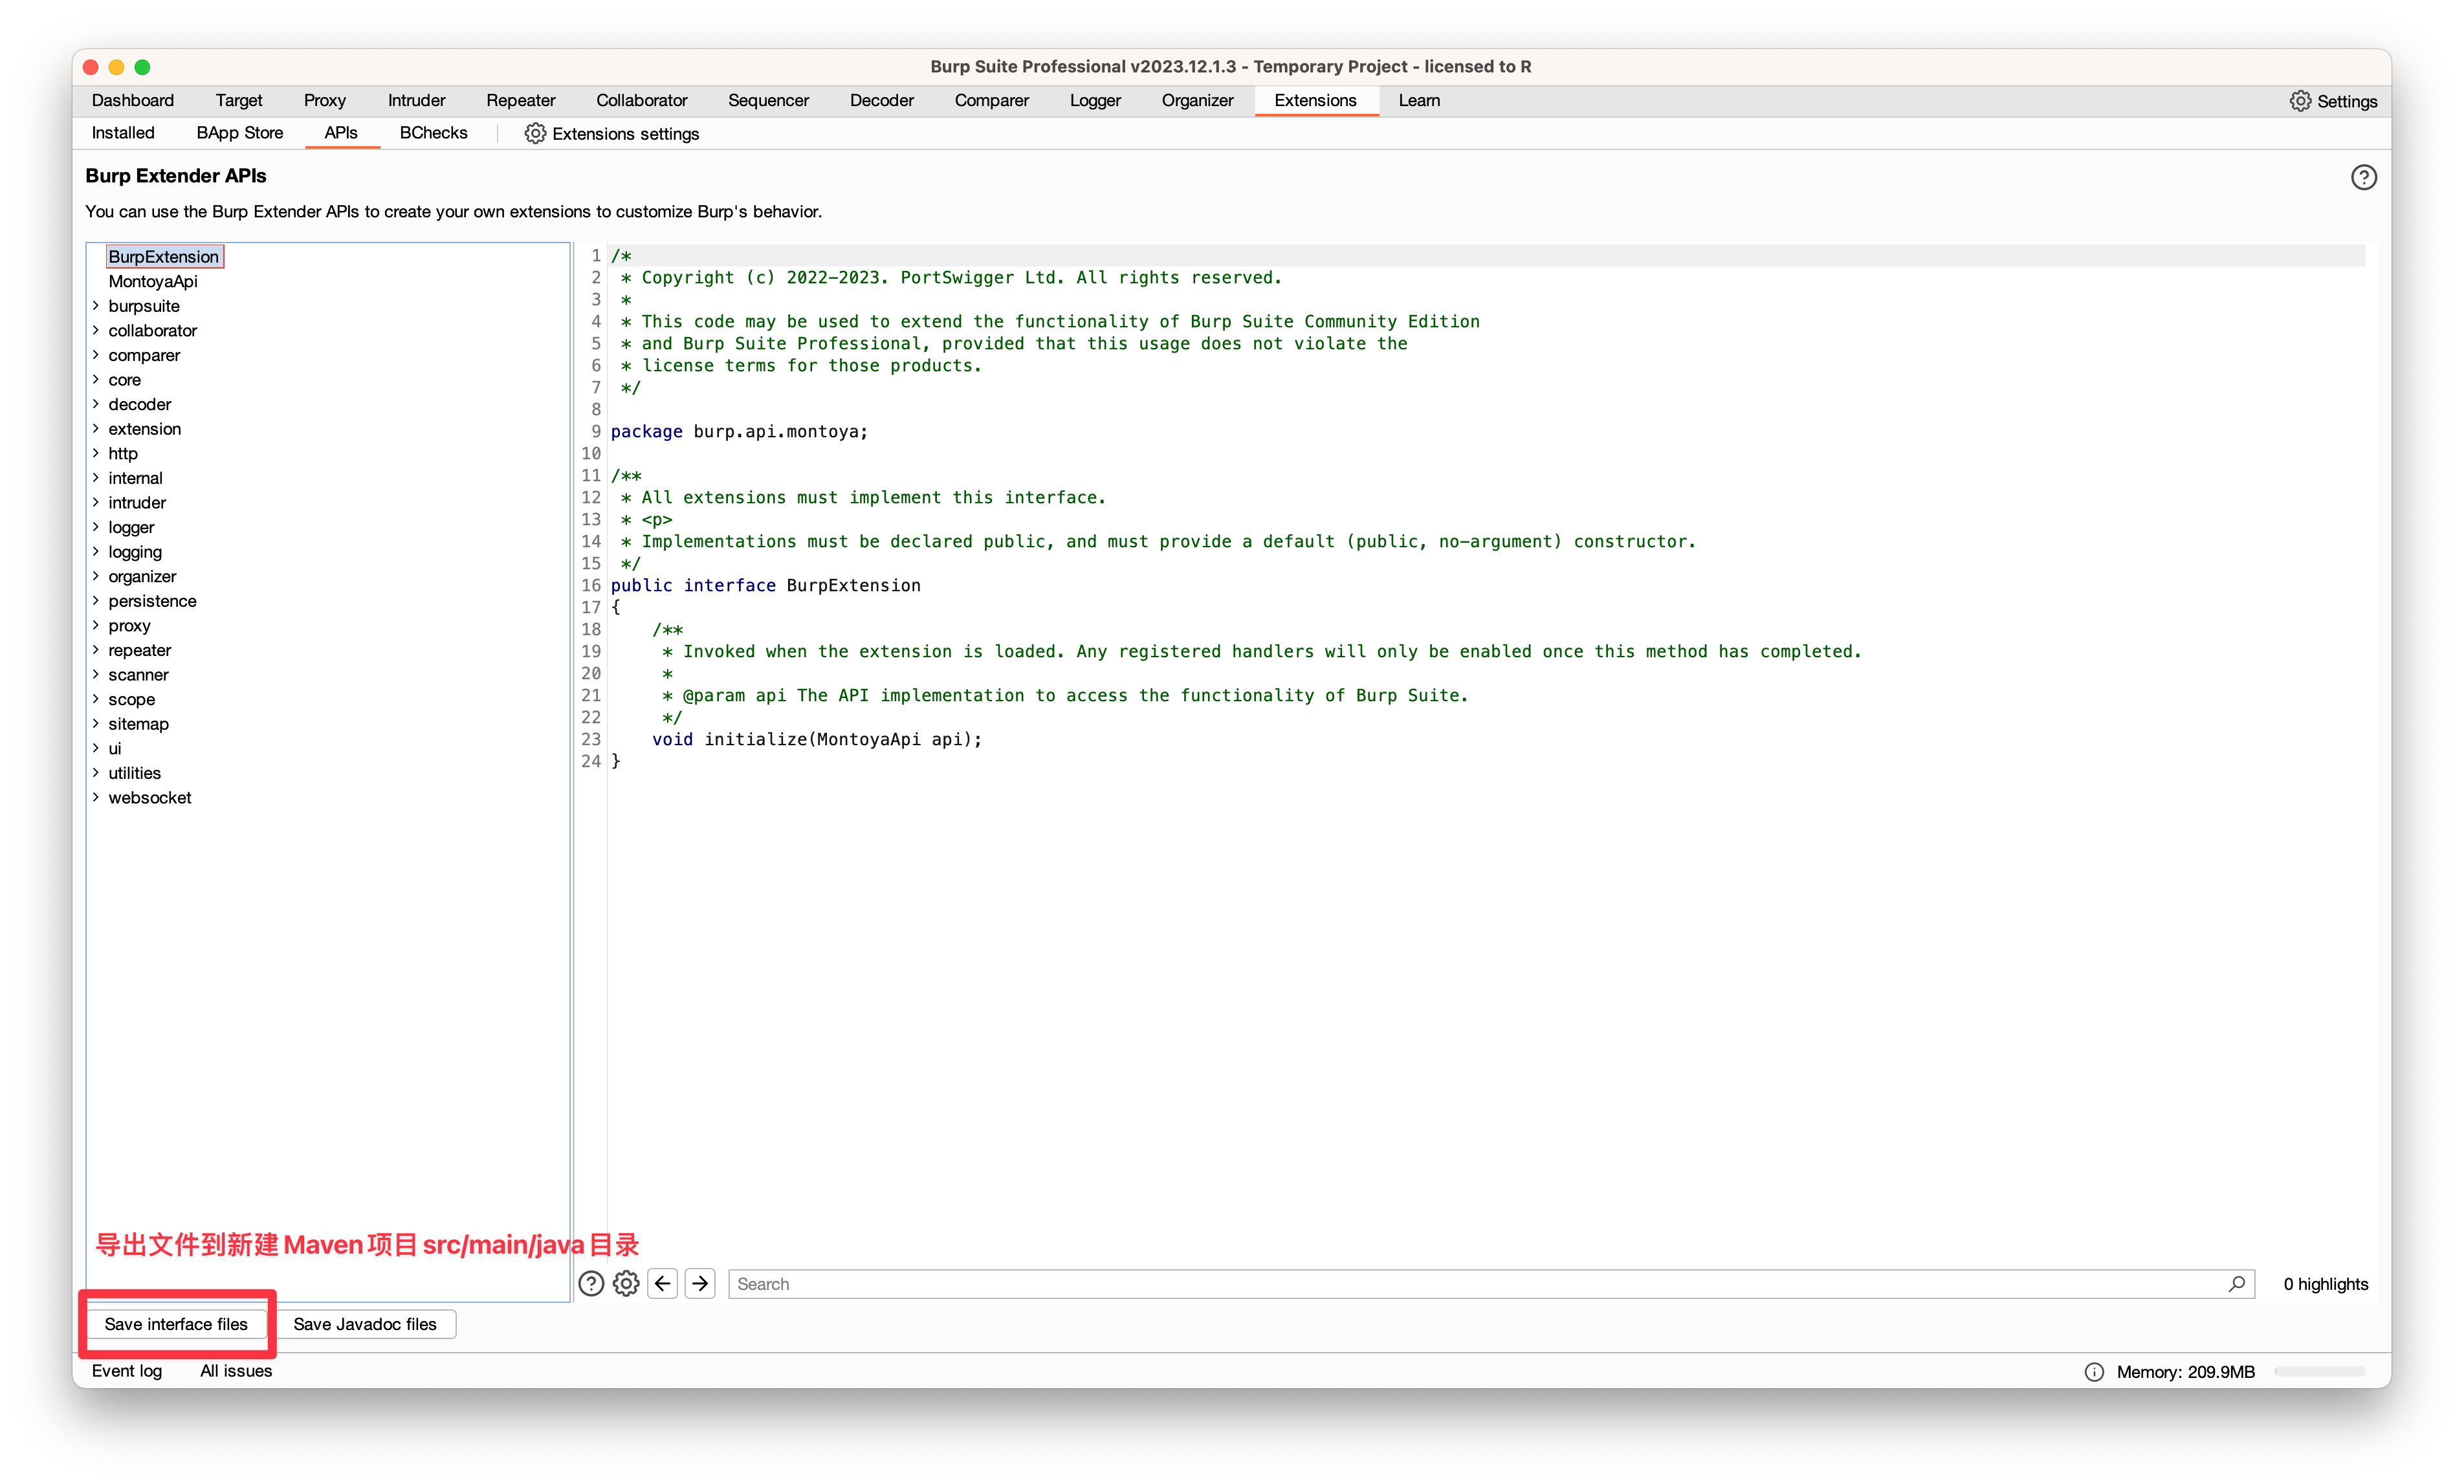 Burp Suite Professional v2023.12.1.3 - Temporary Project - licensed to R
Dashboard Target Proxy Intruder Repeater Collaborator Sequencer Decoder Comparer Logger Organizer Extensions Learn Settings
Installed BApp Store APIs BChecks Extensions settings
Burp Extender APIs
You can use the Burp Extender APIs to create your own extensions to customize Burp's behavior.
BurpExtension
MontoyaApi
burpsuite
collaborator
comparer
core
decoder
extension
http
internal
intruder
logger
logging
organizer
persistence
proxy
repeater
scanner
scope
sitemap
ui
utilities
websocket
1 /*
2  * Copyright (c) 2022-2023. PortSwigger Ltd. All rights reserved.
3  *
4  * This code may be used to extend the functionality of Burp Suite Community Edition
5  * and Burp Suite Professional, provided that this usage does not violate the
6  * license terms for those products.
7  */
8
9 package burp.api.montoya;
10
11 /**
12  * All extensions must implement this interface.
13  * <p>
14  * Implementations must be declared public, and must provide a default (public, no-argument) constructor.
15  */
16 public interface BurpExtension
17 {
18     /**
19      * Invoked when the extension is loaded. Any registered handlers will only be enabled once this method has completed.
20      *
21      * @param api The API implementation to access the functionality of Burp Suite.
22      */
23     void initialize(MontoyaApi api);
24 }
导出文件到新建 Maven 项目 src/main/java 目录
Search 0 highlights
Save interface files Save Javadoc files
Event log All issues Memory: 209.9MB